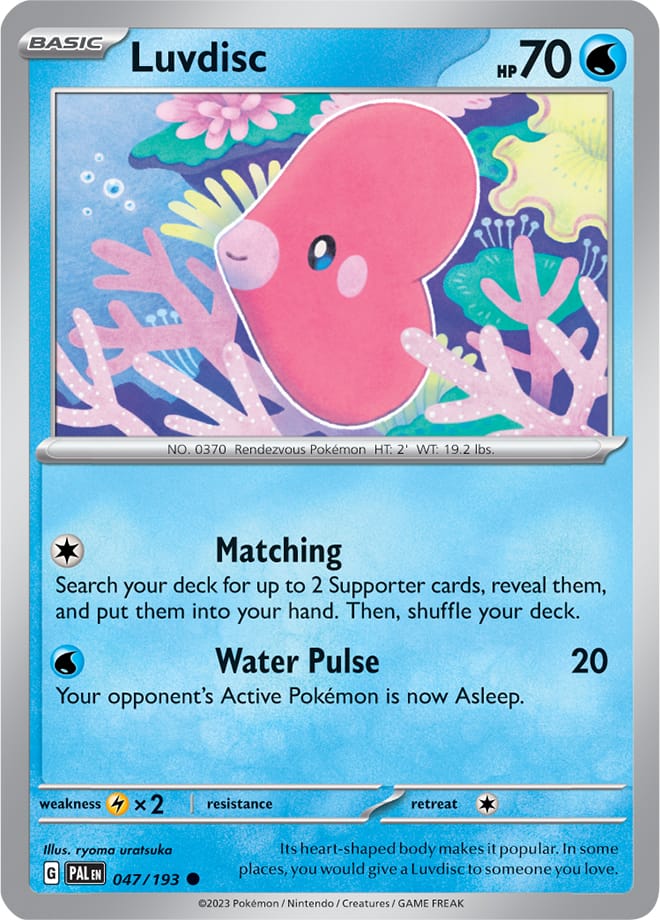 BASIC
Luvdisc
HP 70
NO. 0370 Rendezvous Pokémon HT: 2' WT: 19.2 lbs.
Matching
Search your deck for up to 2 Supporter cards, reveal them,
and put them into your hand. Then, shuffle your deck.
Water Pulse 20
Your opponent's Active Pokémon is now Asleep.
weakness ×2 resistance retreat
Illus. ryoma uratsuka
Its heart-shaped body makes it popular. In some
places, you would give a Luvdisc to someone you love.
G PAL EN 047/193
©2023 Pokémon / Nintendo / Creatures / GAME FREAK